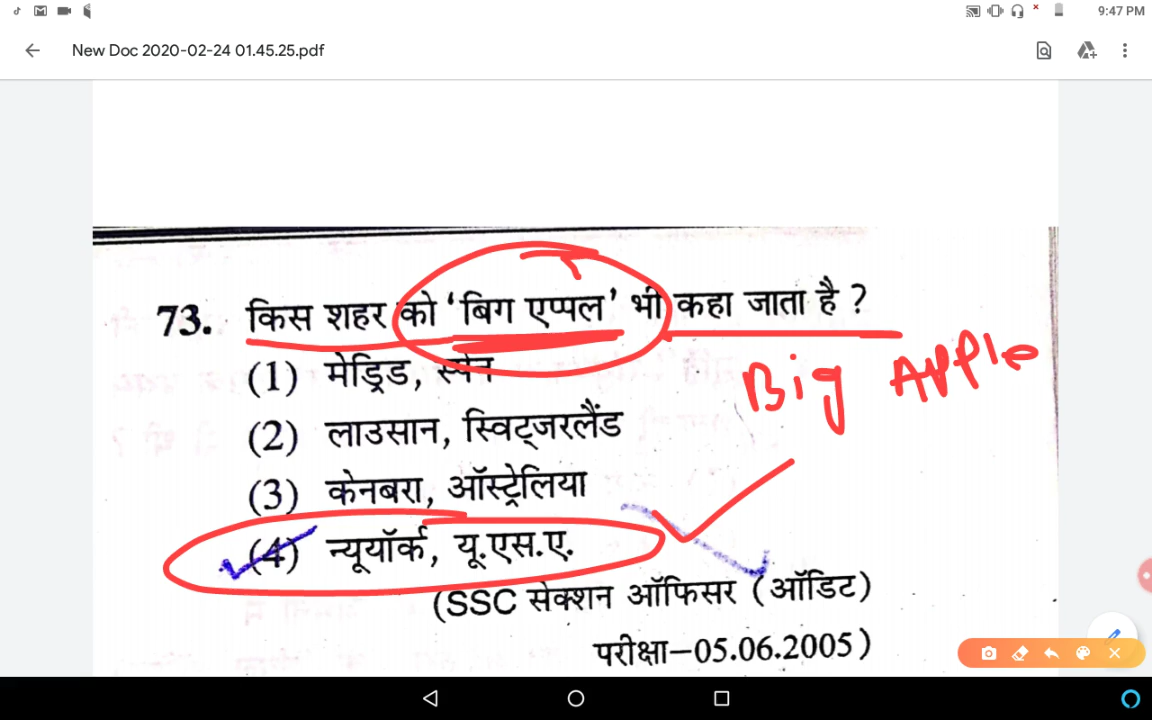 9:47 PM
New Doc 2020-02-24 01.45.25.pdf
73. किस शहर को ‘बिग एप्पल’ भी कहा जाता है ?
(1) मेड्रिड, स्पेन
Big Apple
(2) लाउसान, स्विट्जरलैंड
(3) केनबरा, ऑस्ट्रेलिया
(4) न्यूयॉर्क, यू.एस.ए.
(SSC सेक्शन ऑफिसर (ऑडिट)
परीक्षा–05.06.2005)